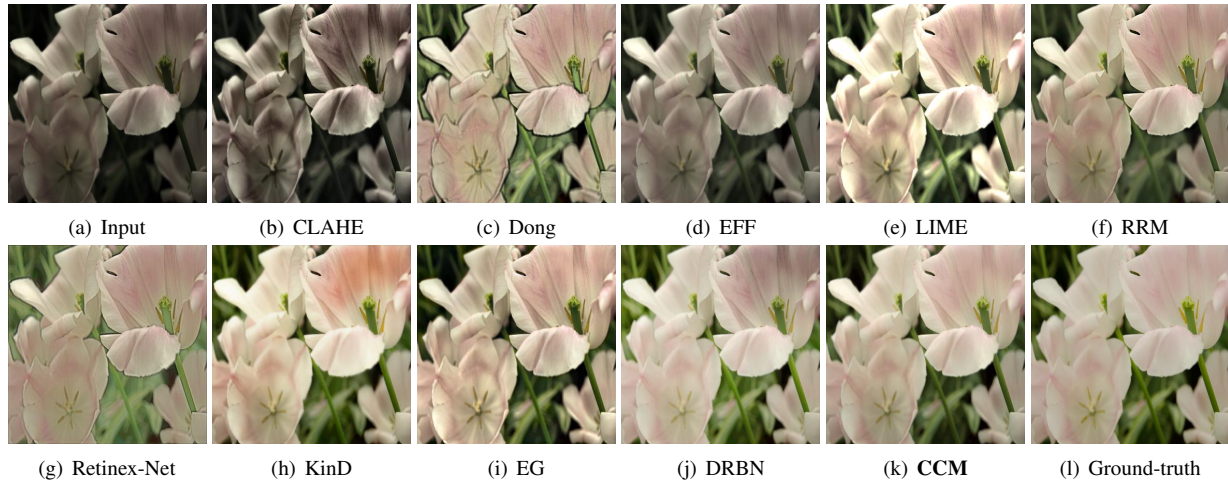 (a) Input (b) CLAHE (c) Dong (d) EFF (e) LIME (f) RRM
(g) Retinex-Net (h) KinD (i) EG (j) DRBN (k) CCM (l) Ground-truth